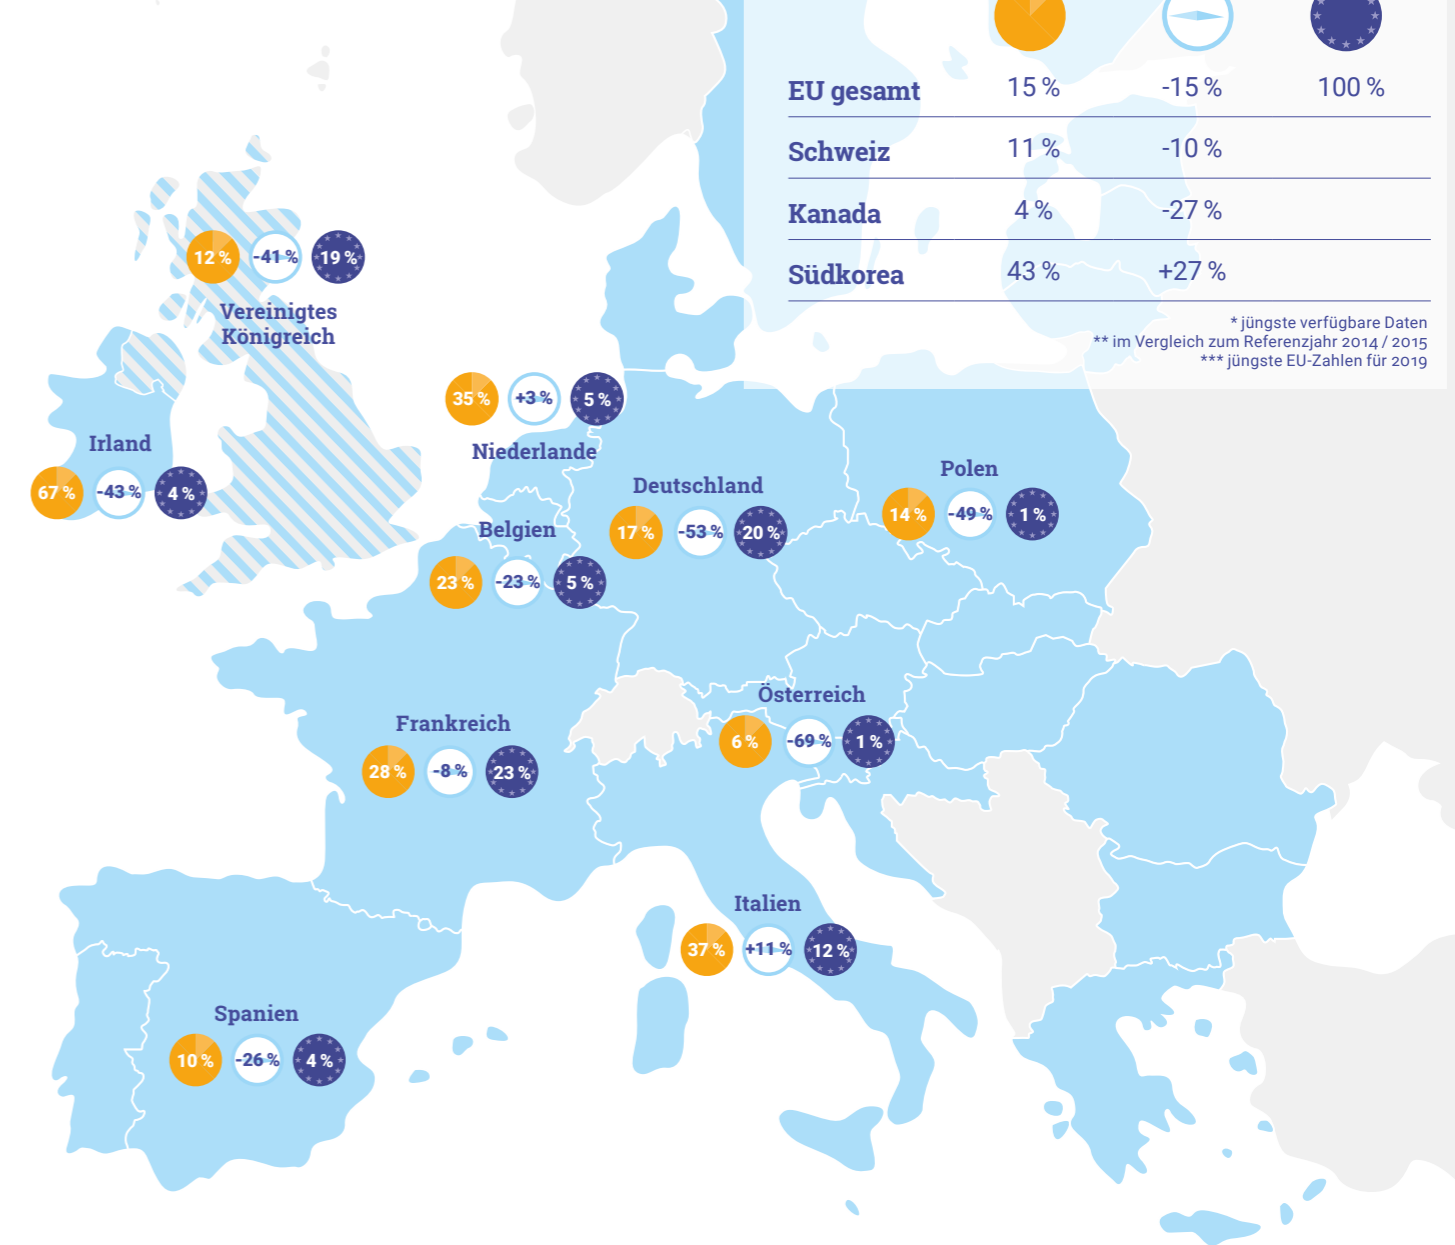 EU gesamt 15 % -15 % 100 %
Schweiz 11 % -10 %
Kanada 4 % -27 %
Südkorea 43 % +27 %
* jüngste verfügbare Daten
** im Vergleich zum Referenzjahr 2014 / 2015
*** jüngste EU-Zahlen für 2019
12 % -41 % 19 %
Vereinigtes
Königreich
35 % +3 % 5 %
Niederlande
Irland
67 % -43 % 4 %
Deutschland
17 % -53 % 20 %
Polen
14 % -49 % 1 %
Belgien
23 % -23 % 5 %
Österreich
6 % -69 % 1 %
Frankreich
28 % -8 % 23 %
Italien
37 % +11 % 12 %
Spanien
10 % -26 % 4 %